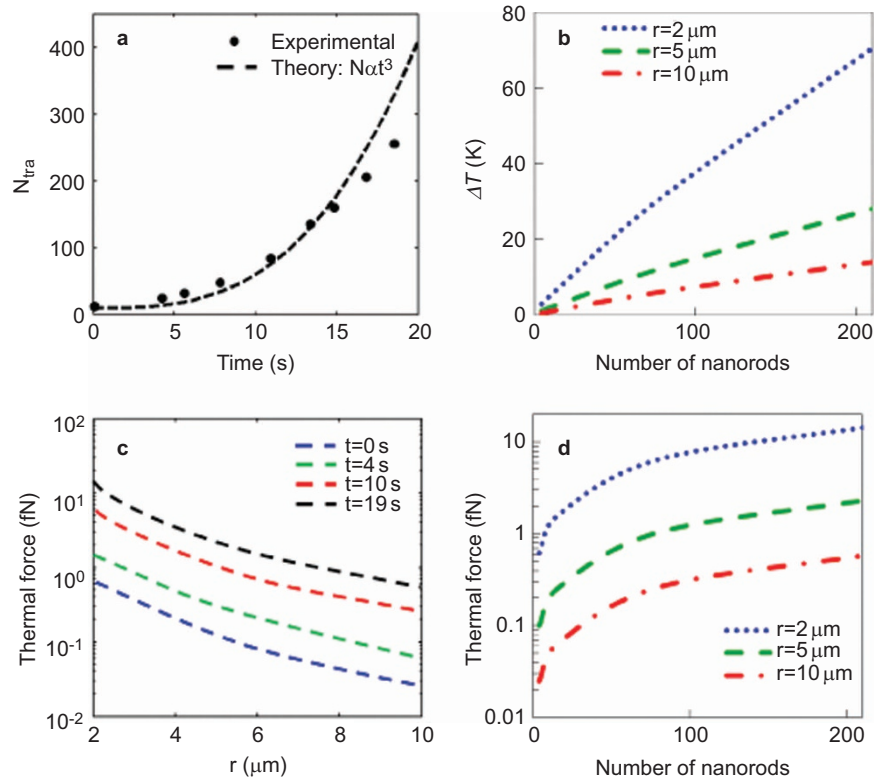 a
Experimental
Theory: Nαt³
400
300
200
100
0
N_tra
0 5 10 15 20
Time (s)
b
r=2 μm
r=5 μm
r=10 μm
80
60
40
20
0
ΔT (K)
0 100 200
Number of nanorods
c
t=0 s
t=4 s
t=10 s
t=19 s
10²
10¹
10⁰
10⁻¹
10⁻²
Thermal force (fN)
2 4 6 8 10
r (μm)
d
10
1
0.1
0.01
Thermal force (fN)
r=2 μm
r=5 μm
r=10 μm
0 100 200
Number of nanorods